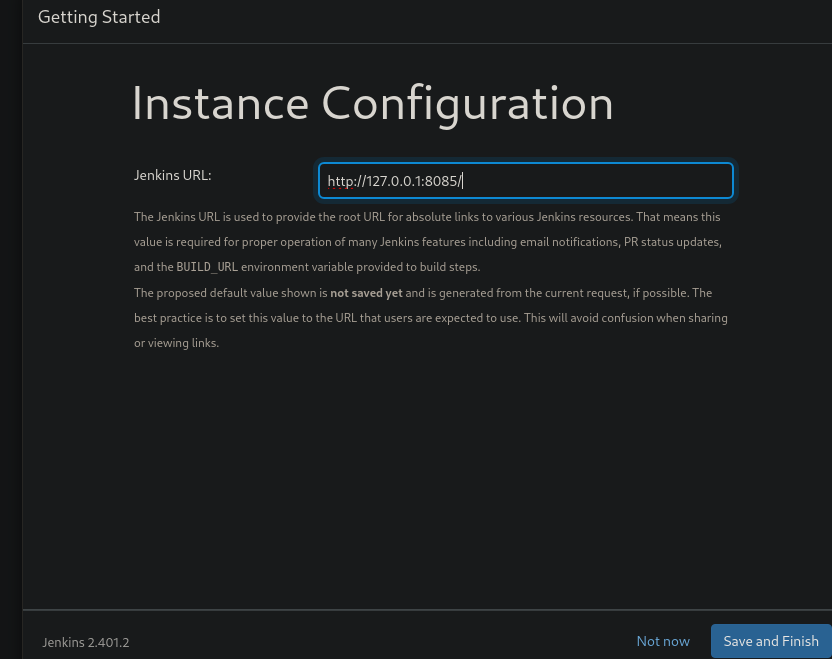 Getting Started
Instance Configuration
Jenkins URL:
http://127.0.0.1:8085/
The Jenkins URL is used to provide the root URL for absolute links to various Jenkins resources. That means this
value is required for proper operation of many Jenkins features including email notifications, PR status updates,
and the BUILD_URL environment variable provided to build steps.
The proposed default value shown is not saved yet and is generated from the current request, if possible. The
best practice is to set this value to the URL that users are expected to use. This will avoid confusion when sharing
or viewing links.
Jenkins 2.401.2
Not now
Save and Finish